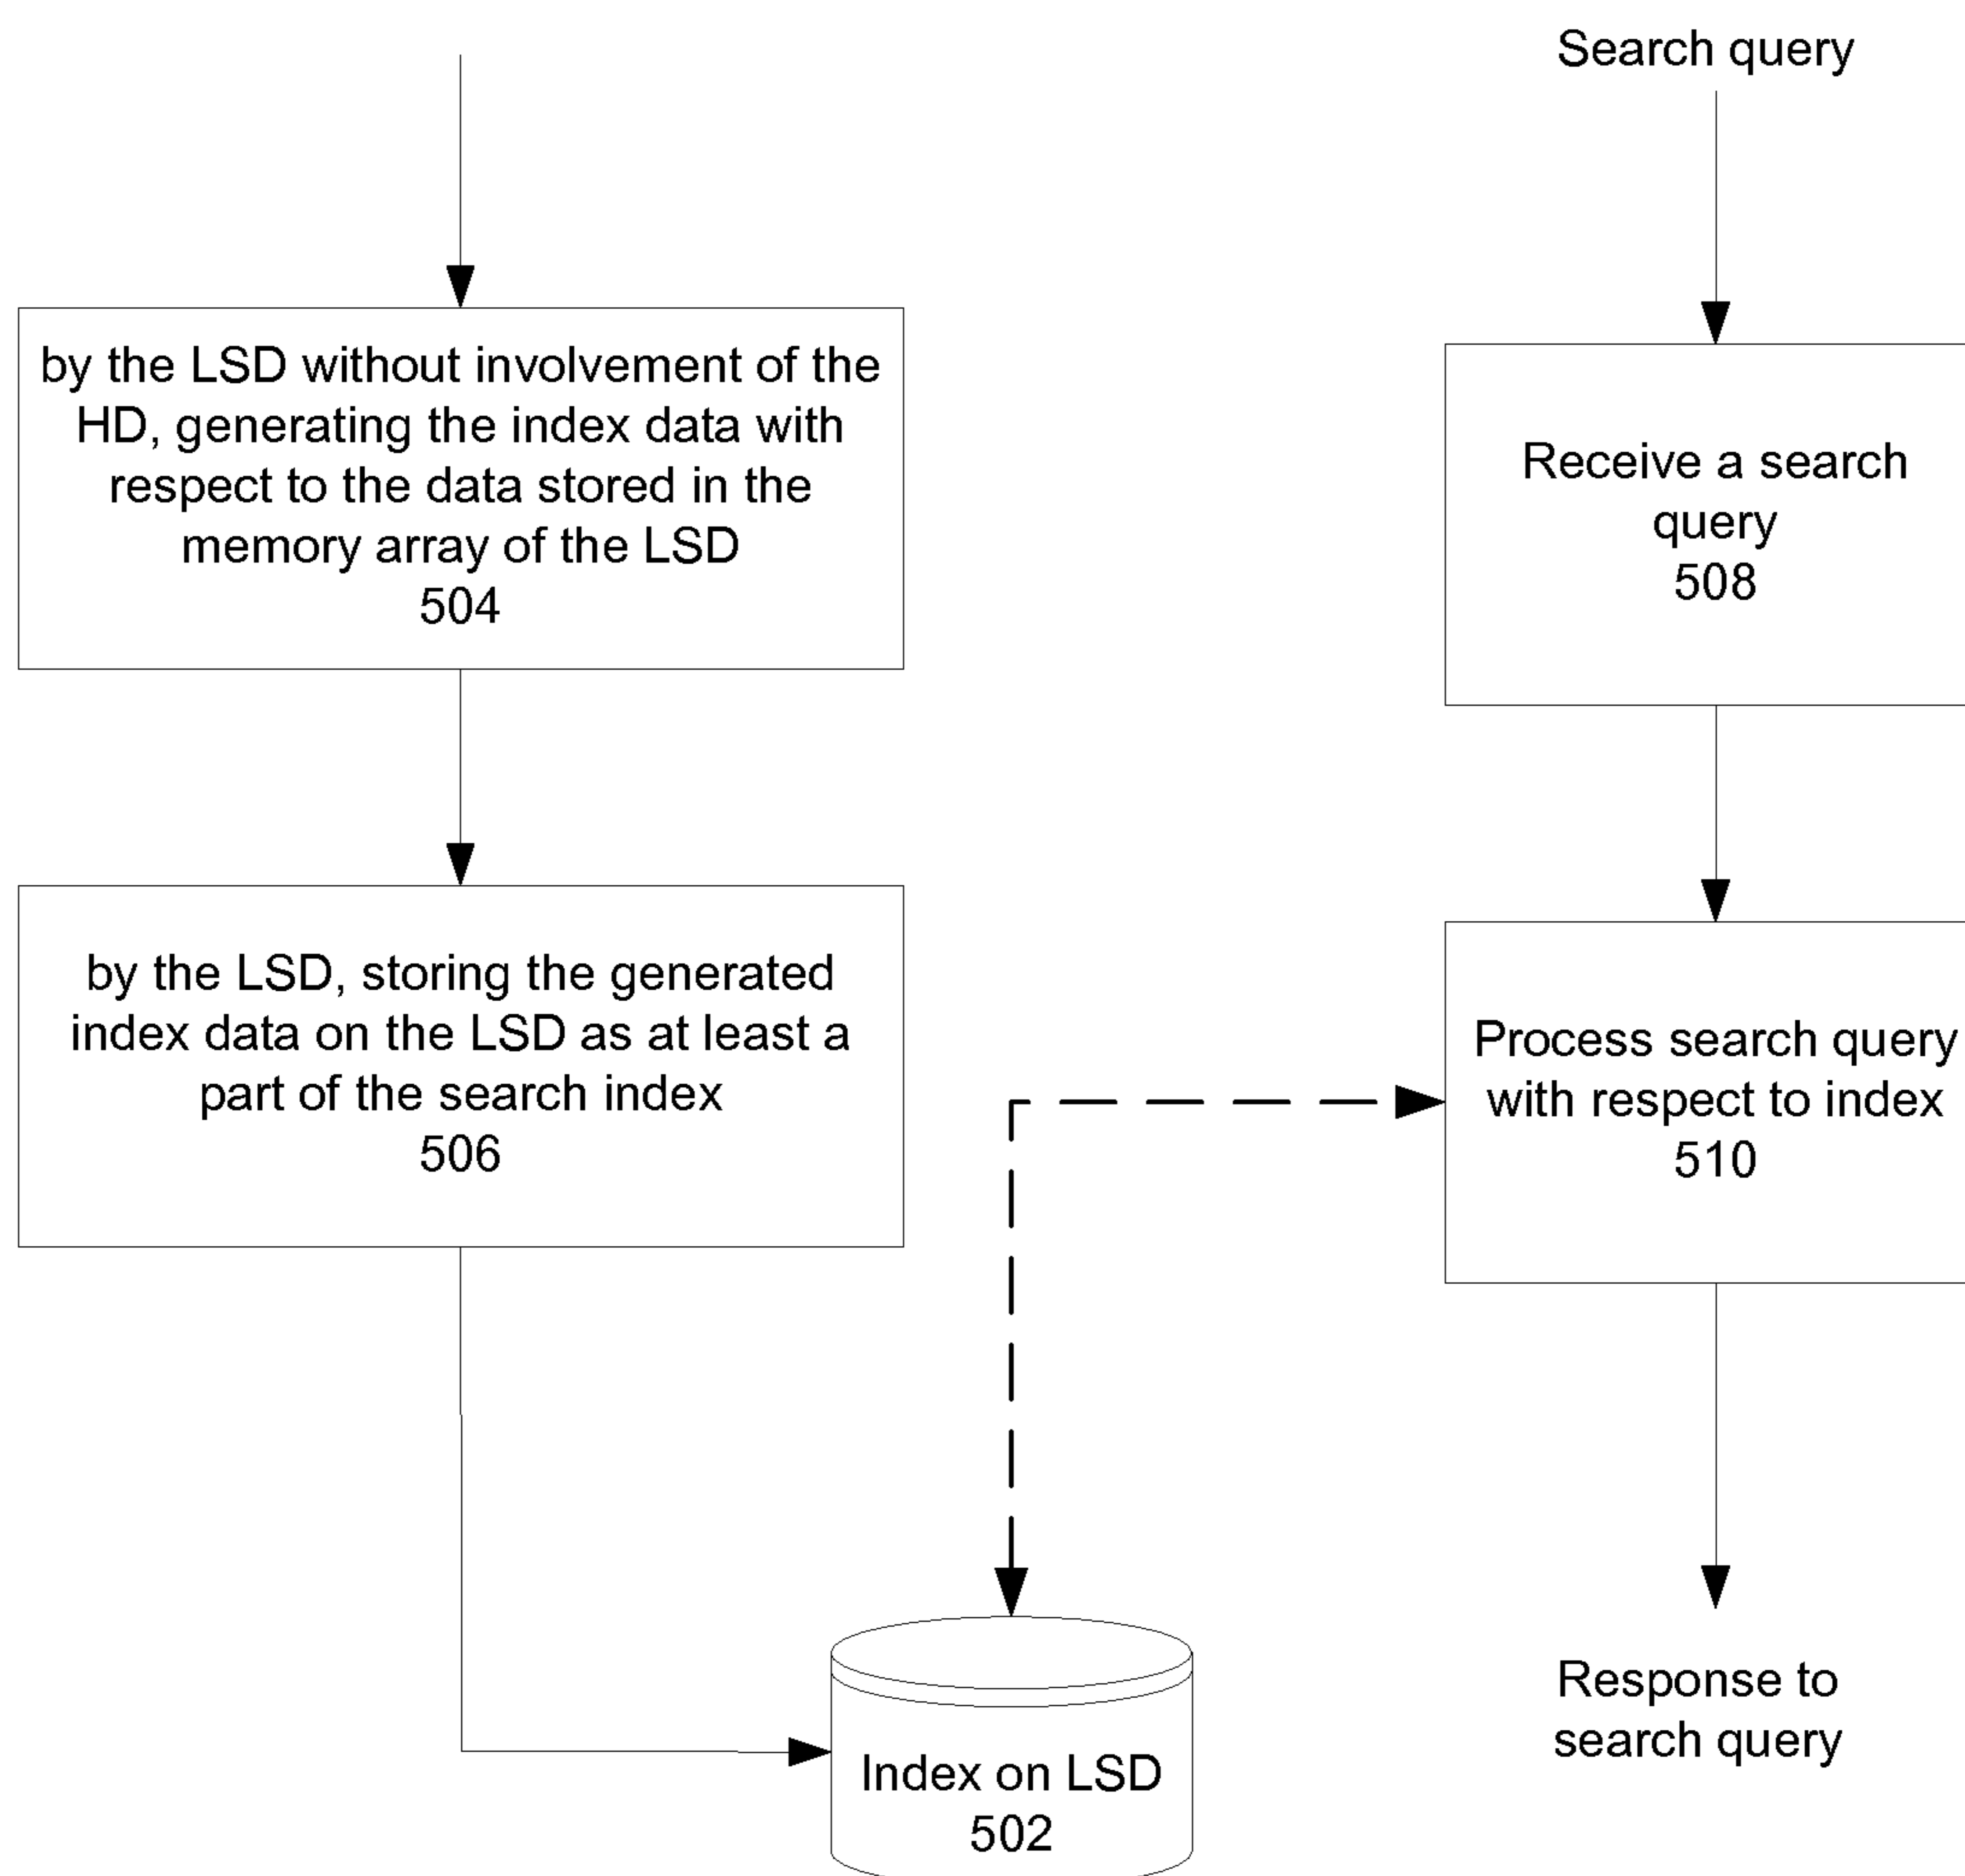 Search query
by the LSD without involvement of the
HD, generating the index data with
respect to the data stored in the
memory array of the LSD
504
Receive a search
query
508
by the LSD, storing the generated
index data on the LSD as at least a
part of the search index
506
Process search query
with respect to index
510
Response to
search query
Index on LSD
502